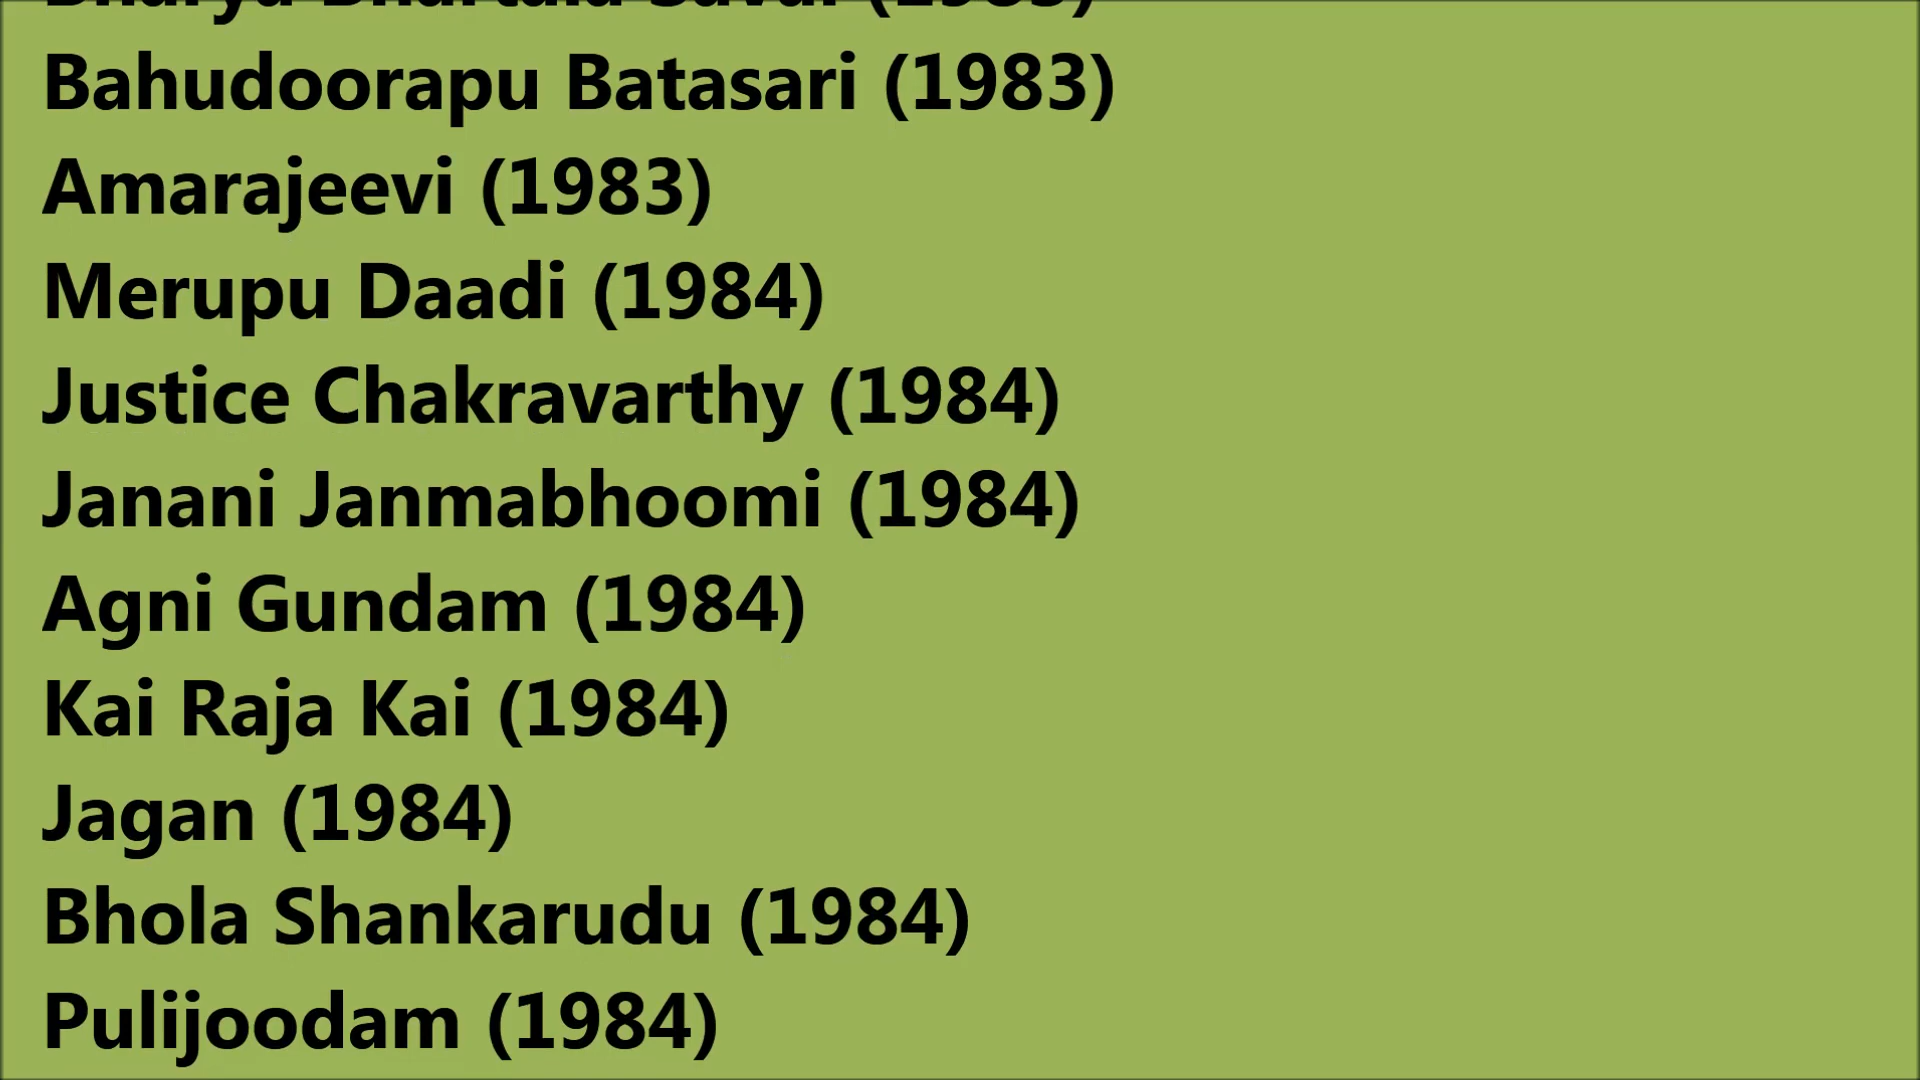 Bahudoorapu Batasari (1983)
Amarajeevi (1983)
Merupu Daadi (1984)
Justice Chakravarthy (1984)
Janani Janmabhoomi (1984)
Agni Gundam (1984)
Kai Raja Kai (1984)
Jagan (1984)
Bhola Shankarudu (1984)
Pulijoodam (1984)